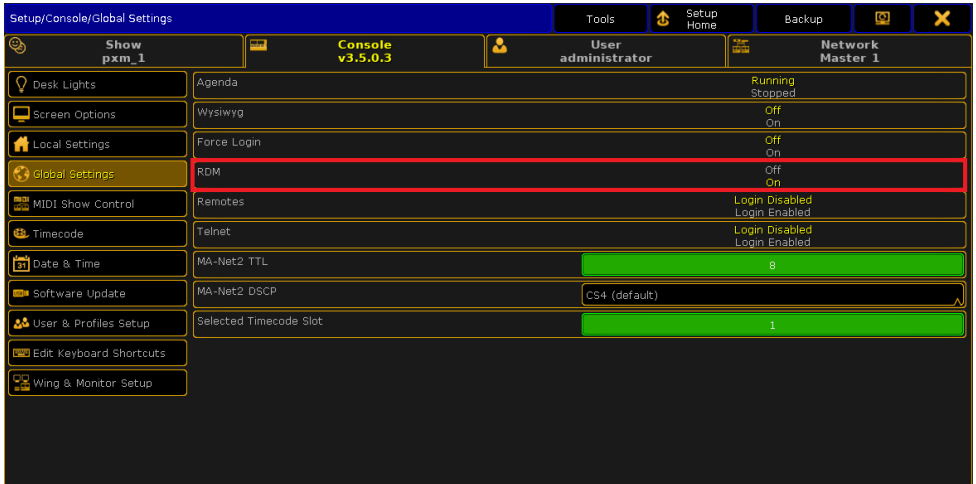 Setup/Console/Global Settings
Tools
Setup
Home
Backup
Show
pxm_1
Console
v3.5.0.3
User
administrator
Network
Master 1
Desk Lights
Screen Options
Local Settings
Global Settings
MIDI Show Control
Timecode
31
Date & Time
Software Update
User & Profiles Setup
Edit Keyboard Shortcuts
Wing & Monitor Setup
Agenda
Running
Stopped
Wysiwyg
Off
On
Force Login
Off
On
RDM
Off
On
Remotes
Login Disabled
Login Enabled
Telnet
Login Disabled
Login Enabled
MA-Net2 TTL
8
MA-Net2 DSCP
CS4 (default)
Selected Timecode Slot
1